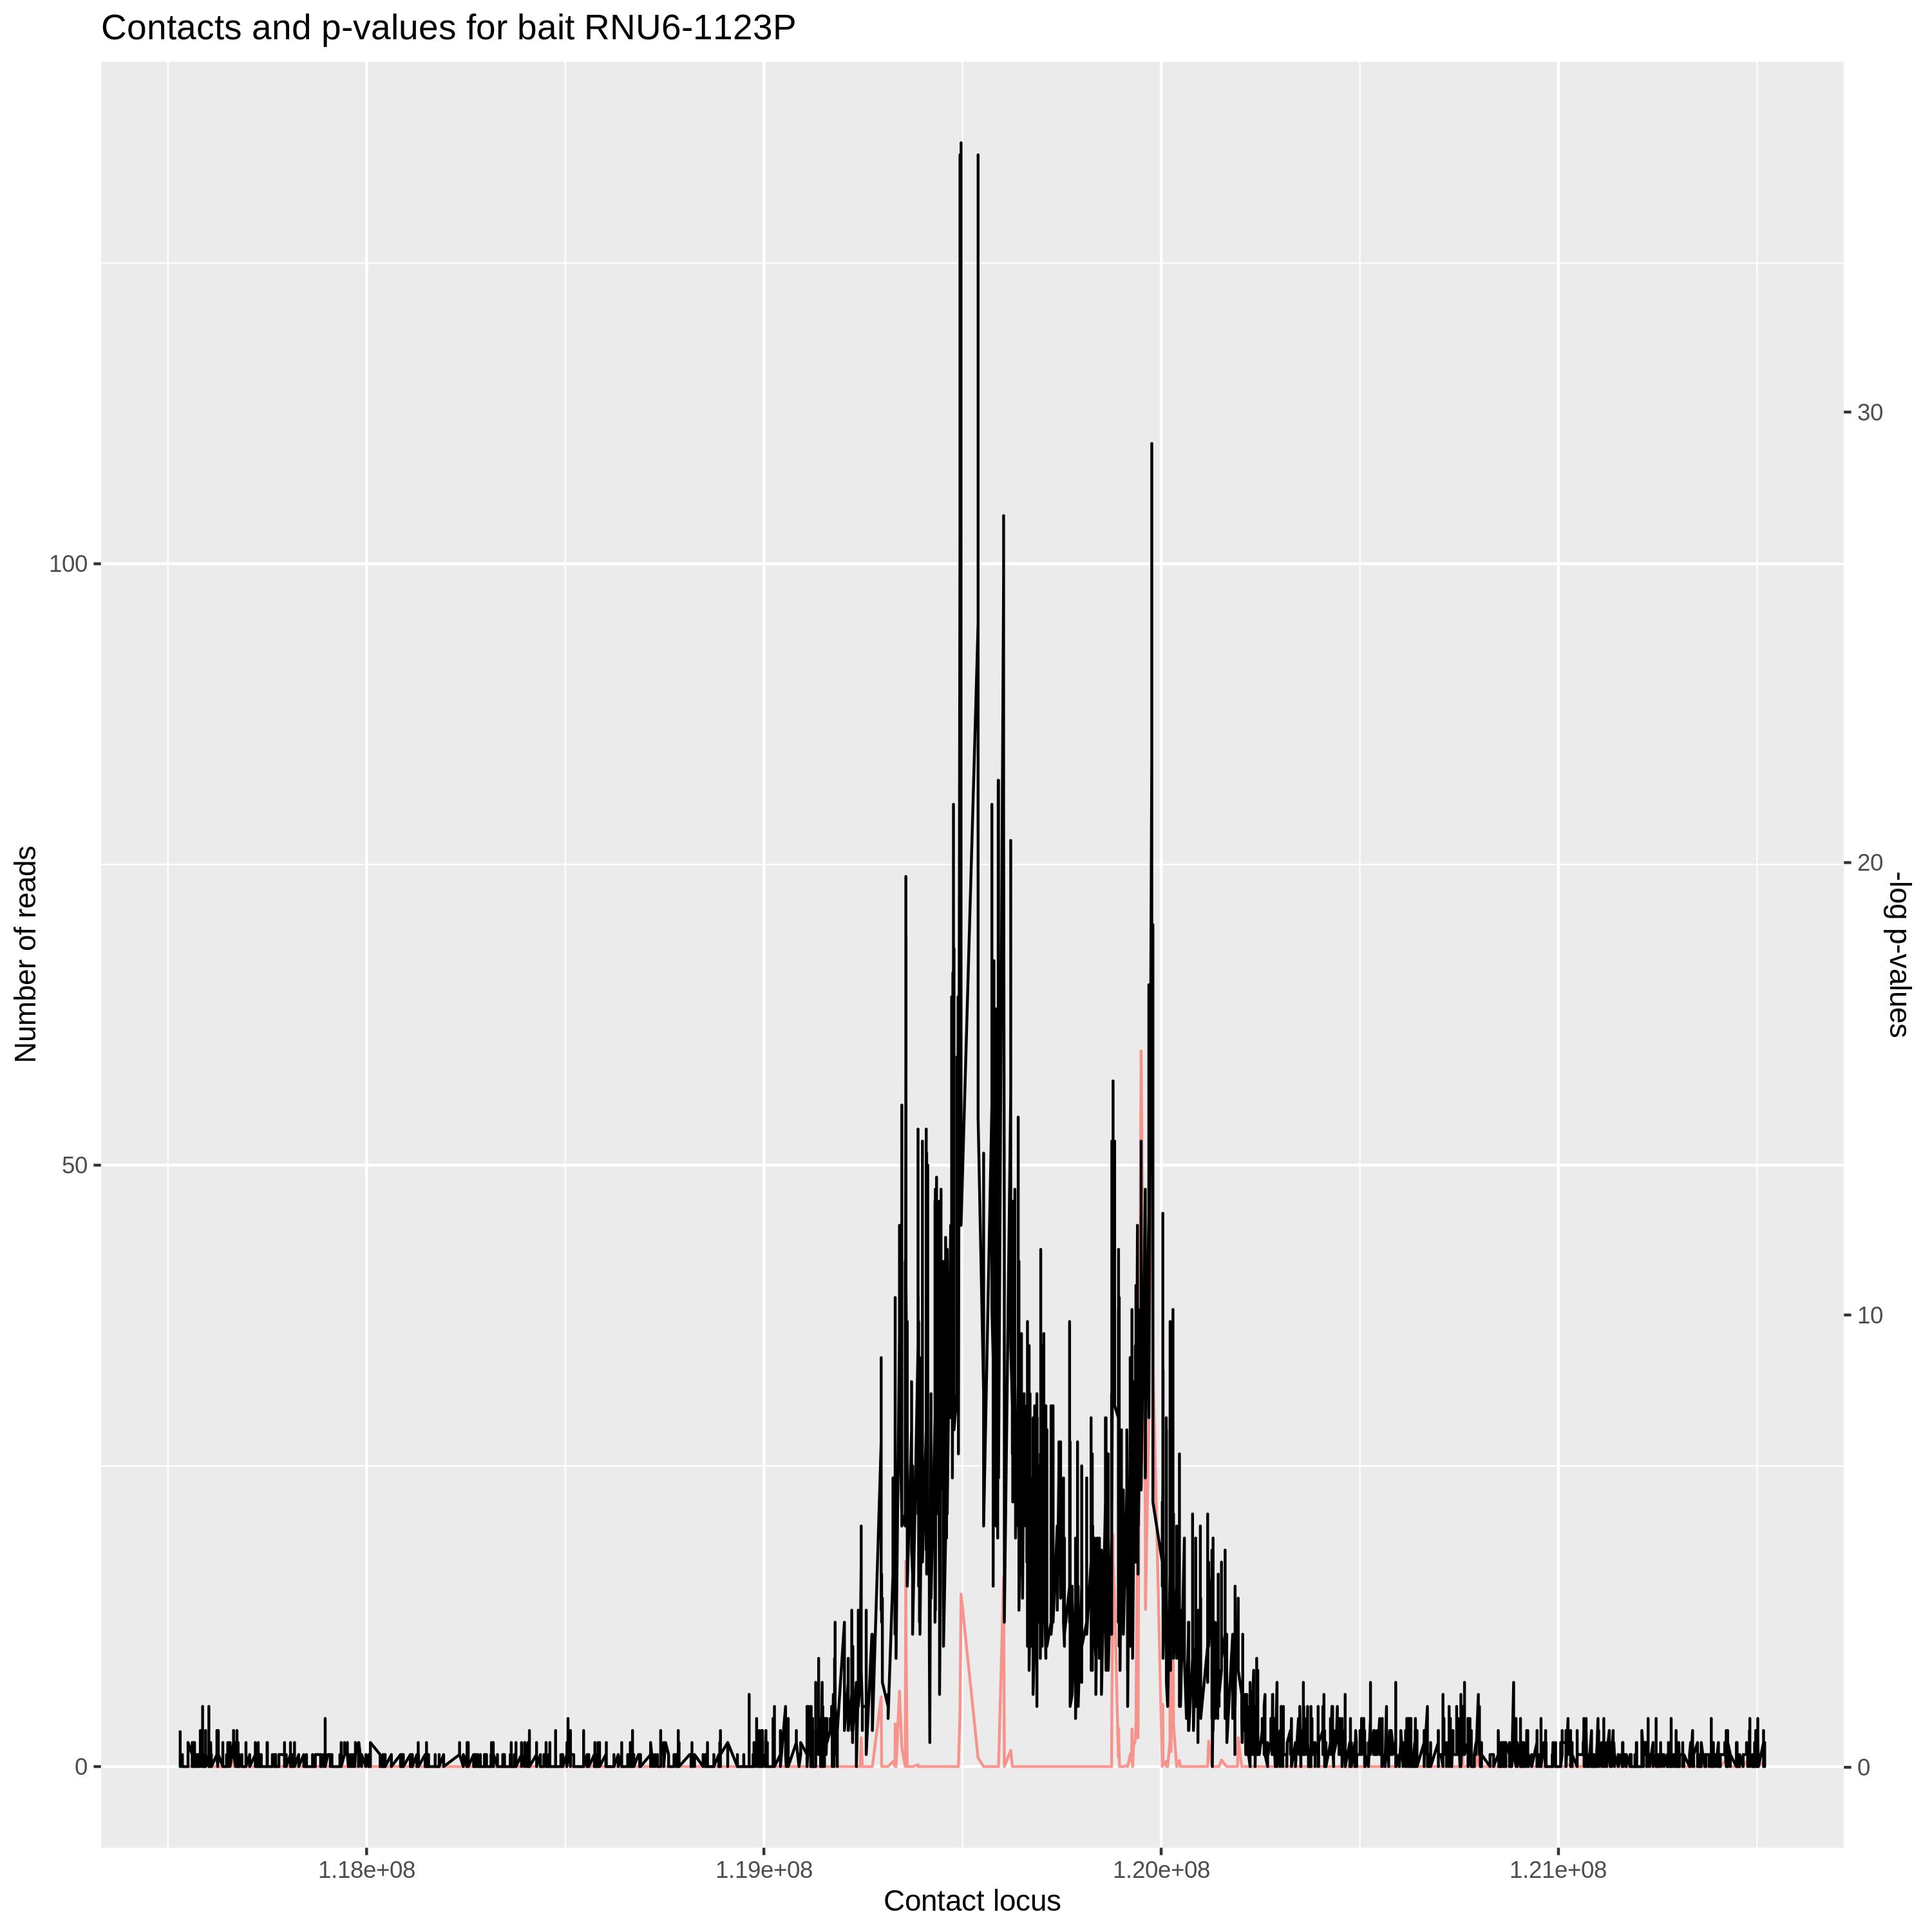 Contacts and p-values for bait RNU6-1123P
Number of reads
100
50
0
30
20
10
0
-log p-values
1.18e+08
1.19e+08
1.20e+08
1.21e+08
Contact locus